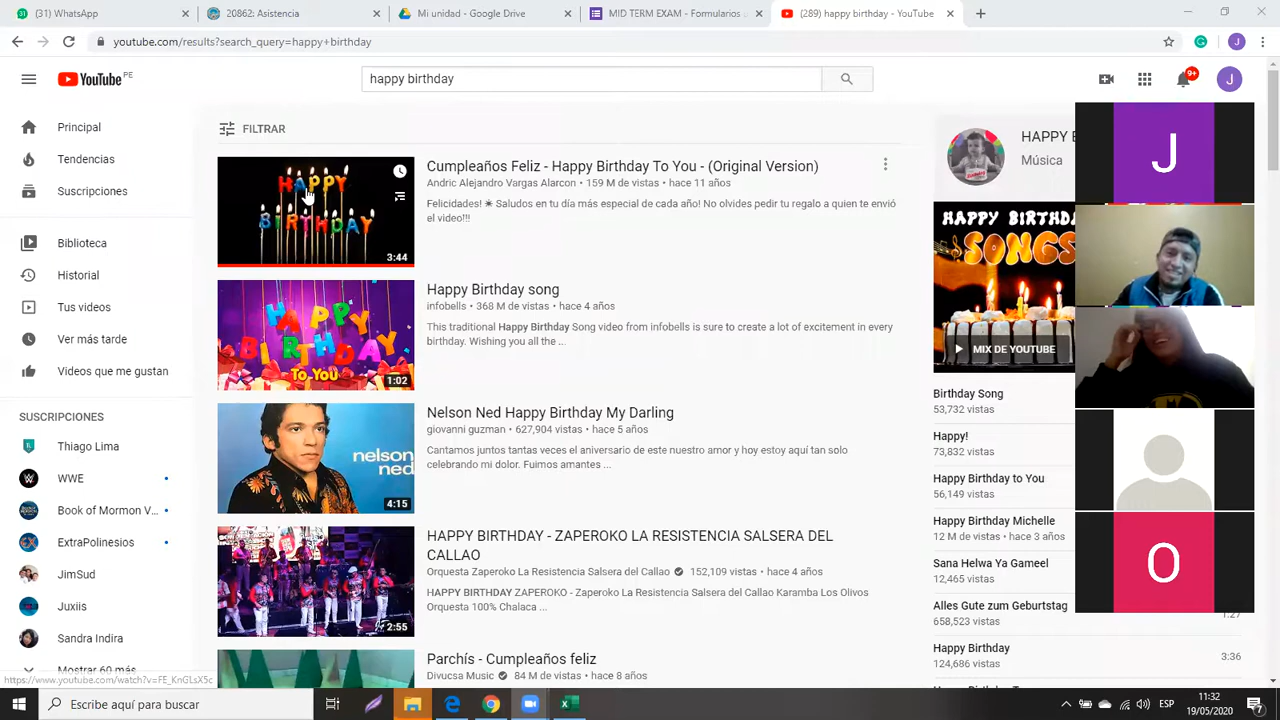 (31) WhatsApp
20862: Asistencia
Mi unidad - Google Drive
MID TERM EXAM - Formularios
(289) happy birthday - YouTube
youtube.com/results?search_query=happy+birthday
J
YouTube PE
happy birthday
9+
J
Principal
Tendencias
Suscripciones
Biblioteca
Historial
Tus videos
Ver más tarde
Videos que me gustan
SUSCRIPCIONES
Thiago Lima
WWE
Book of Mormon V...
ExtraPolinesios
JimSud
Juxiis
Sandra Indira
Mostrar 60 más
FILTRAR
HAPPY
BIRTHDAY
3:44
Cumpleaños Feliz - Happy Birthday To You - (Original Version)
Andric Alejandro Vargas Alarcon • 159 M de vistas • hace 11 años
Felicidades! ☀ Saludos en tu día más especial de cada año! No olvides pedir tu regalo a quien te envió
el video!!!
HAPPY
BIRTHDAY
TO YOU
1:02
Happy Birthday song
infobells • 368 M de vistas • hace 4 años
This traditional Happy Birthday Song video from infobells is sure to create a lot of excitement in every
birthday. Wishing you all the ...
nelson
ned
4:15
Nelson Ned Happy Birthday My Darling
giovanni guzman • 627,904 vistas • hace 5 años
Cantamos juntos tantas veces el aniversario de este nuestro amor y hoy estoy aquí tan solo
celebrando mi dolor. Fuimos amantes ...
2:55
HAPPY BIRTHDAY - ZAPEROKO LA RESISTENCIA SALSERA DEL
CALLAO
Orquesta Zaperoko La Resistencia Salsera del Callao 152,109 vistas • hace 4 años
HAPPY BIRTHDAY ZAPEROKO - Zaperoko La Resistencia Salsera del Callao Karamba Los Olivos
Orquesta 100% Chalaca ...
Parchís - Cumpleaños feliz
Divucsa Music 84 M de vistas • hace 8 años
HAPPY B
Música
HAPPY BIRTHD
SONGS
MIX DE YOUTUBE
Birthday Song
53,732 vistas
Happy!
73,832 vistas
Happy Birthday to You
56,149 vistas
Happy Birthday Michelle
12 M de vistas • hace 3 años
Sana Helwa Ya Gameel
12,465 vistas
Alles Gute zum Geburtstag
658,523 vistas
1:27
Happy Birthday
124,686 vistas
3:36
J
O
https://www.youtube.com/watch?v=FE_KnGLsX5c
Escribe aquí para buscar
ESP
11:32
19/05/2020
7